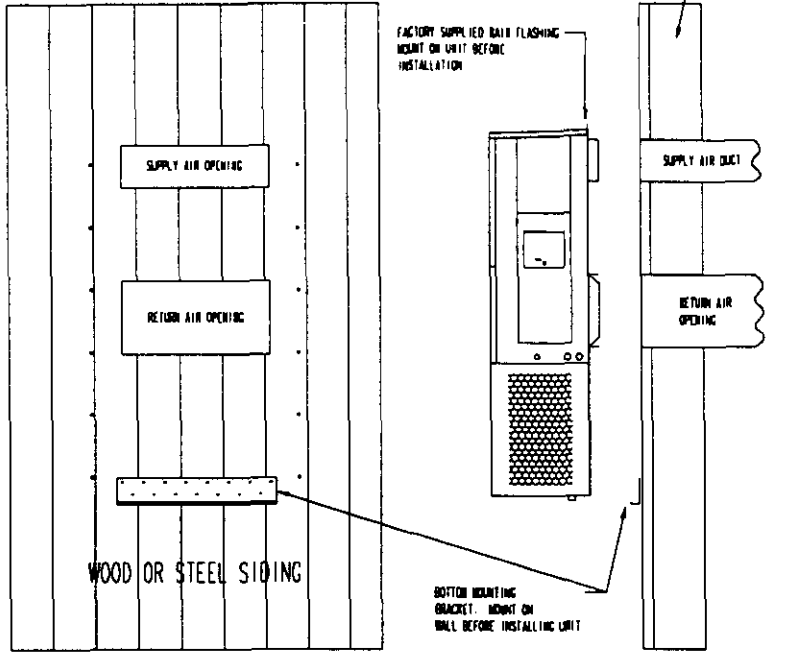 FACTORY SUPPLIED RAIN FLASHING
MOUNT ON UNIT BEFORE
INSTALLATION
SUPPLY AIR OPENING
SUPPLY AIR DUCT
RETURN AIR OPENING
RETURN AIR
OPENING
WOOD OR STEEL SIDING
BOTTOM MOUNTING
BRACKET. MOUNT ON
WALL BEFORE INSTALLING UNIT